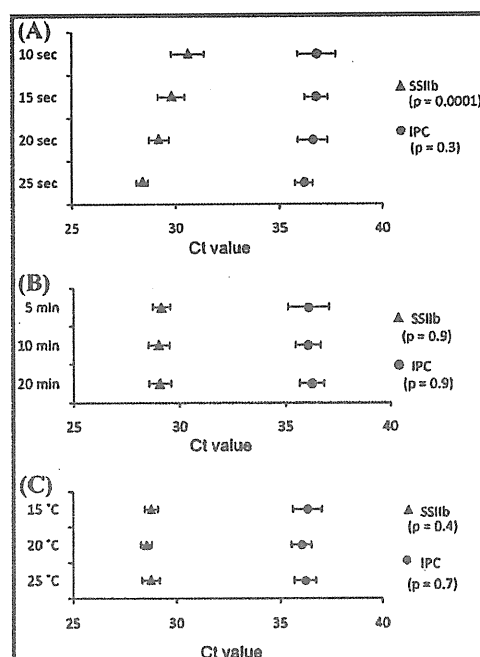 (A)
10 sec
15 sec
20 sec
25 sec
SSIIb
(p = 0.0001)
IPC
(p = 0.3)
25 30 35 40
Ct value
(B)
5 min
10 min
20 min
SSIIb
(p = 0.9)
IPC
(p = 0.9)
25 30 35 40
Ct value
(C)
15 °C
20 °C
25 °C
SSIIb
(p = 0.4)
IPC
(p = 0.7)
25 30 35 40
Ct value